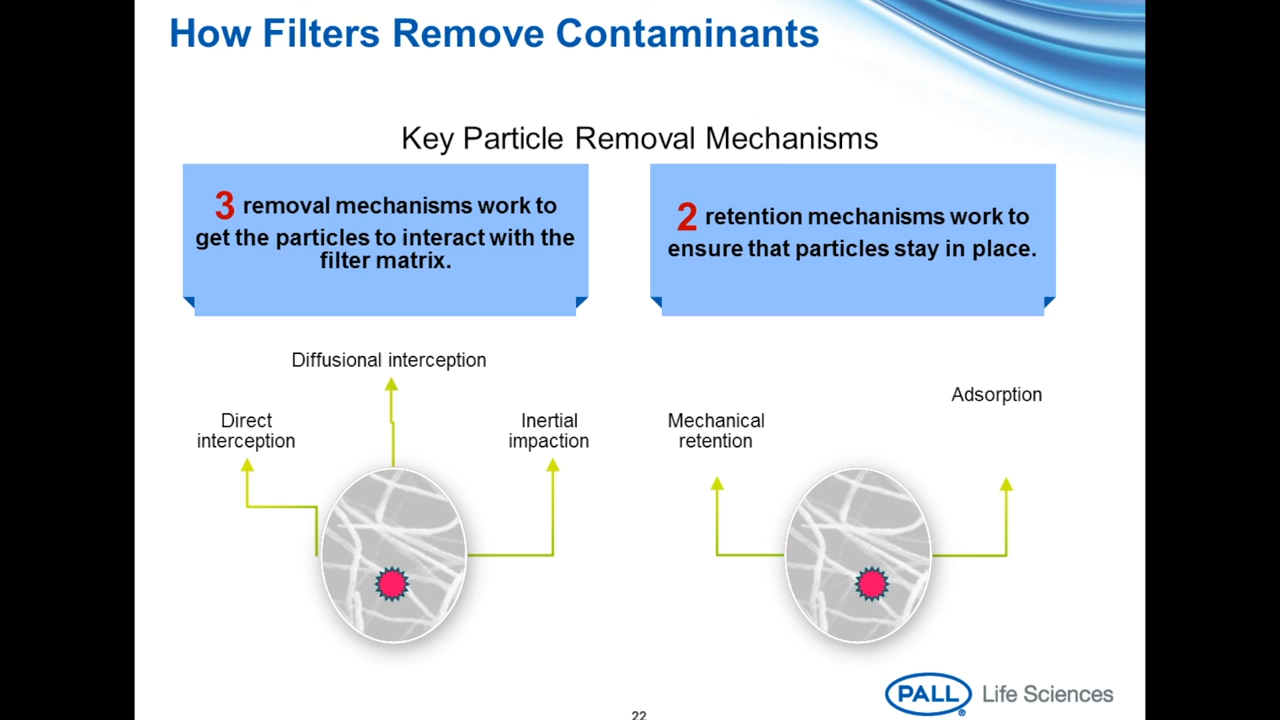 How Filters Remove Contaminants
Key Particle Removal Mechanisms
3 removal mechanisms work to
get the particles to interact with the
filter matrix.
2 retention mechanisms work to
ensure that particles stay in place.
Diffusional interception
Direct
interception
Inertial
impaction
Mechanical
retention
Adsorption
PALL® Life Sciences
22